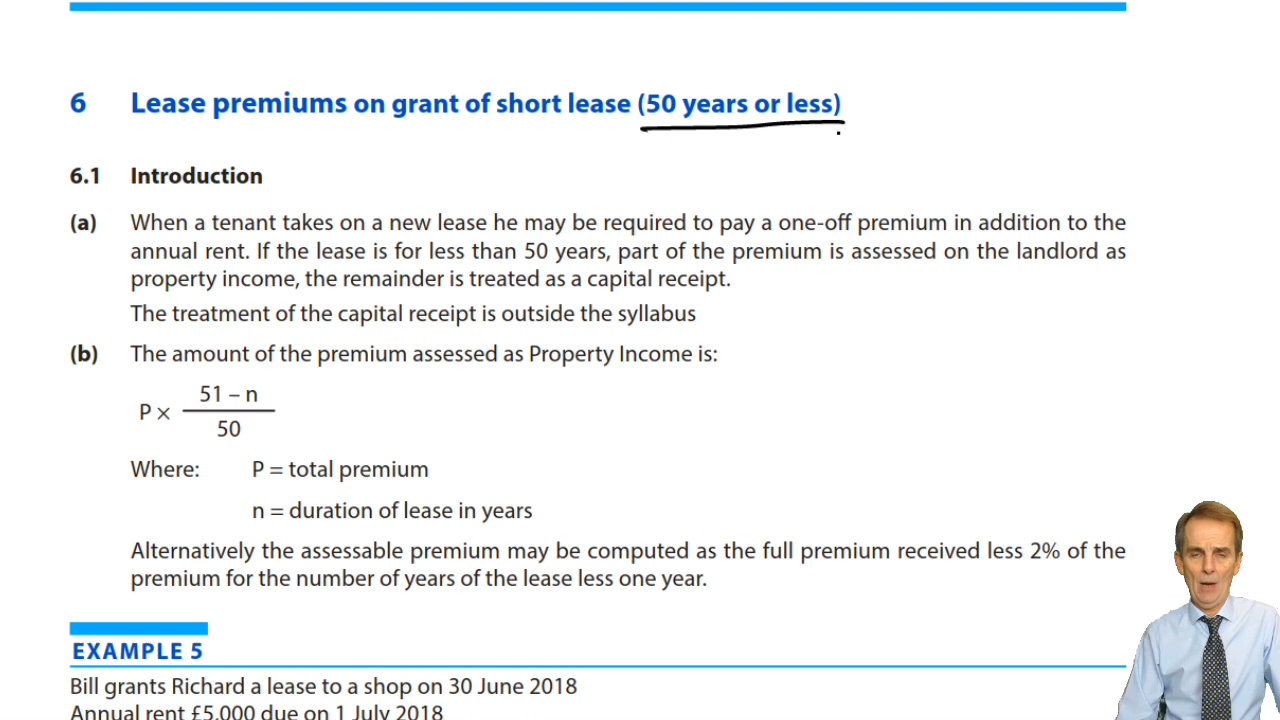 6 Lease premiums on grant of short lease (50 years or less)
6.1 Introduction
(a) When a tenant takes on a new lease he may be required to pay a one-off premium in addition to the
annual rent. If the lease is for less than 50 years, part of the premium is assessed on the landlord as
property income, the remainder is treated as a capital receipt.
The treatment of the capital receipt is outside the syllabus
(b) The amount of the premium assessed as Property Income is:
51 – n
P ×
50
Where: P = total premium
n = duration of lease in years
Alternatively the assessable premium may be computed as the full premium received less 2% of the
premium for the number of years of the lease less one year.
EXAMPLE 5
Bill grants Richard a lease to a shop on 30 June 2018
Annual rent £5,000 due on 1 July 2018